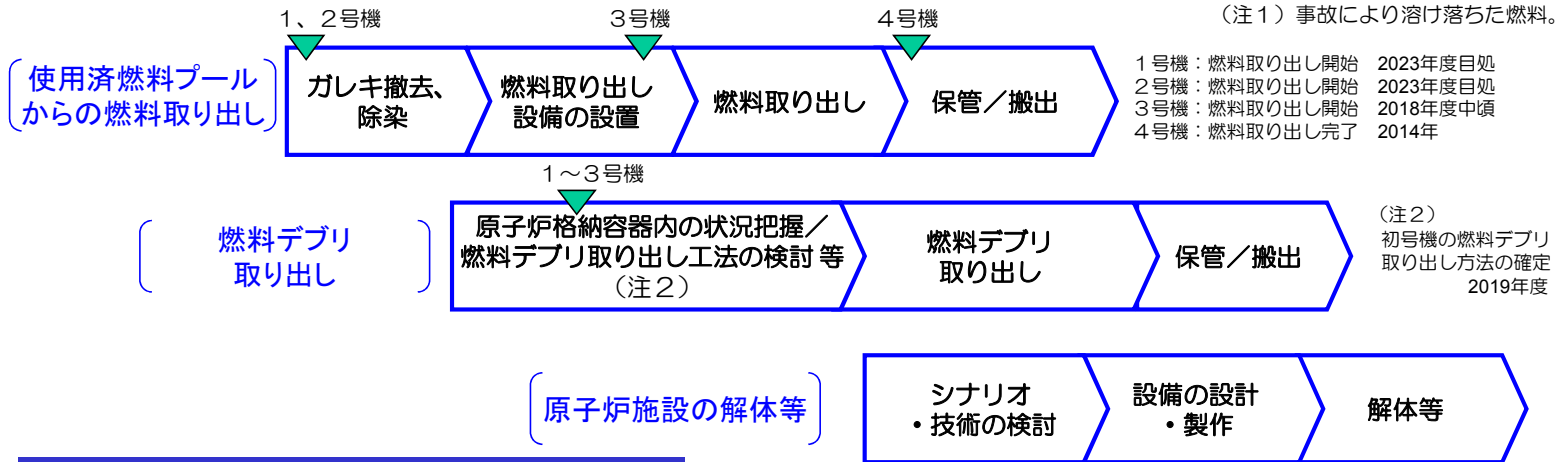 (注1)事故により溶け落ちた燃料。
1、2号機
3号機
4号機
使用済燃料プール
からの燃料取り出し
ガレキ撤去、
除染
燃料取り出し
設備の設置
燃料取り出し
保管/搬出
1号機:燃料取り出し開始 2023年度目処
2号機:燃料取り出し開始 2023年度目処
3号機:燃料取り出し開始 2018年度中頃
4号機:燃料取り出し完了 2014年
1~3号機
燃料デブリ
取り出し
原子炉格納容器内の状況把握/
燃料デブリ取り出し工法の検討 等
(注2)
燃料デブリ
取り出し
保管/搬出
(注2)
初号機の燃料デブリ
取り出し方法の確定
2019年度
原子炉施設の解体等
シナリオ
・技術の検討
設備の設計
・製作
解体等